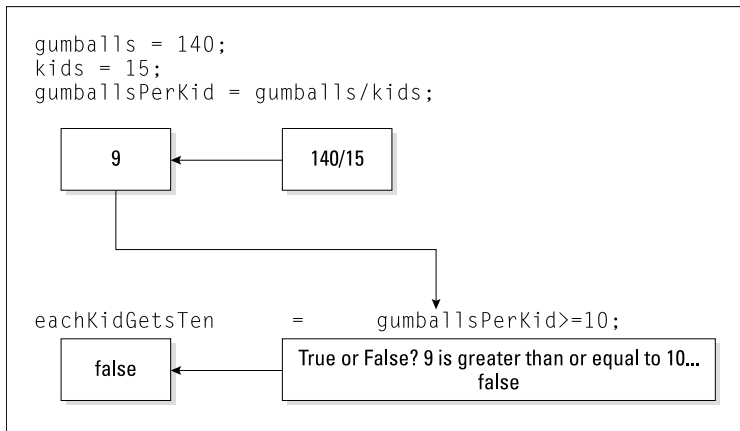 gumballs = 140;
kids = 15;
gumballsPerKid = gumballs/kids;
9
140/15
eachKidGetsTen = gumballsPerKid>=10;
false
True or False? 9 is greater than or equal to 10...
false